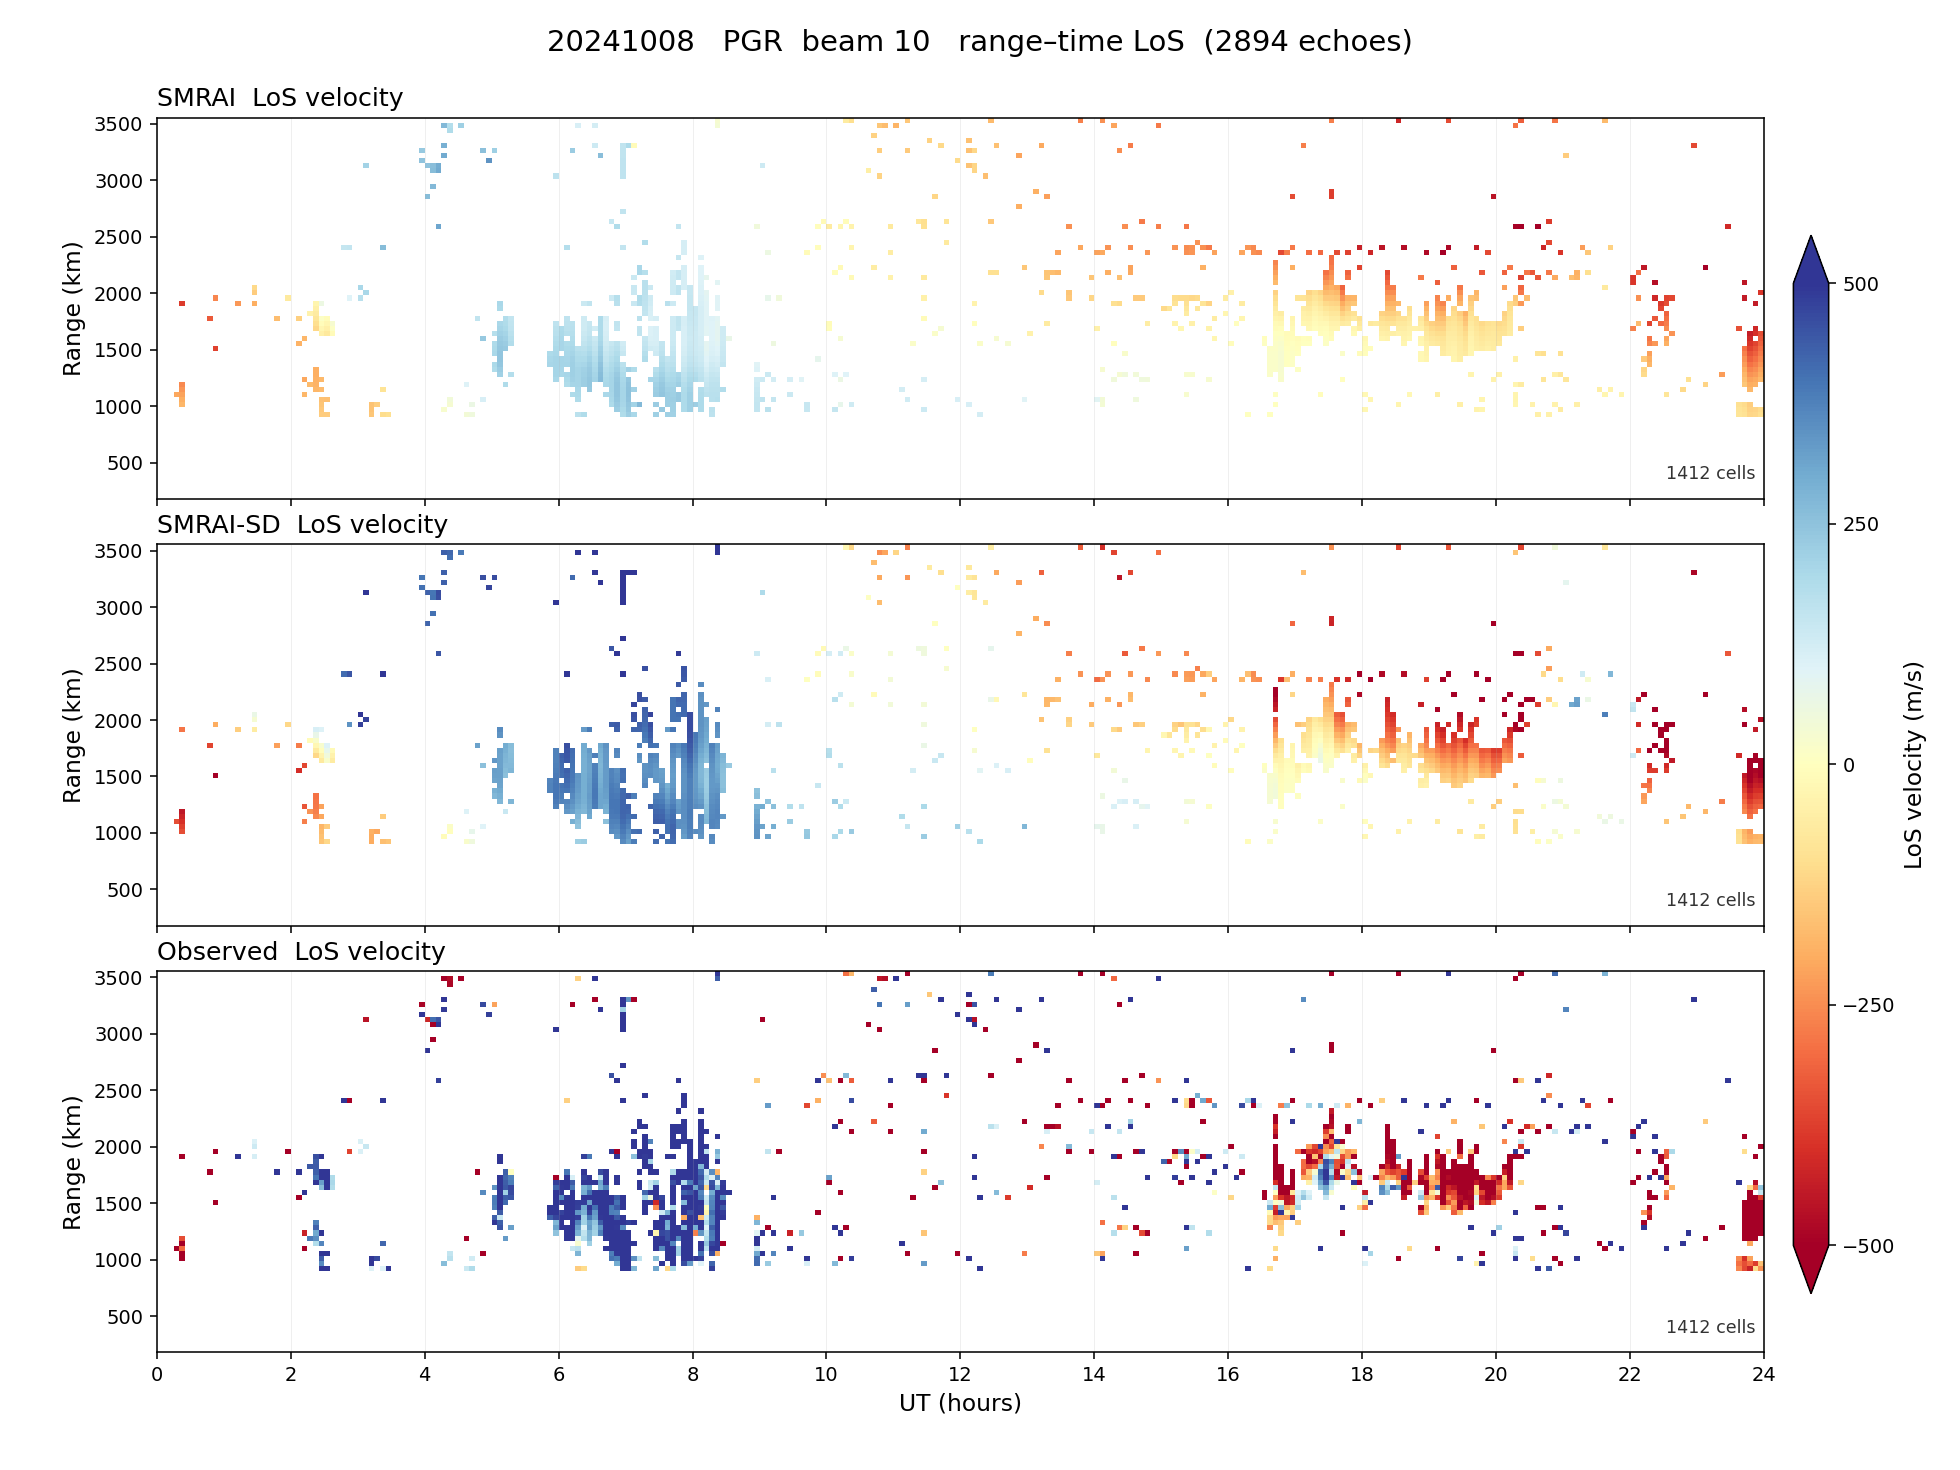 20241008   PGR  beam 10   range–time LoS  (2894 echoes)
SMRAI  LoS velocity
3500
3000
2500
2000
1500
1000
500
Range (km)
1412 cells
SMRAI-SD  LoS velocity
3500
3000
2500
2000
1500
1000
500
Range (km)
1412 cells
Observed  LoS velocity
3500
3000
2500
2000
1500
1000
500
Range (km)
1412 cells
0 2 4 6 8 10 12 14 16 18 20 22 24
UT (hours)
500
250
0
−250
−500
LoS velocity (m/s)